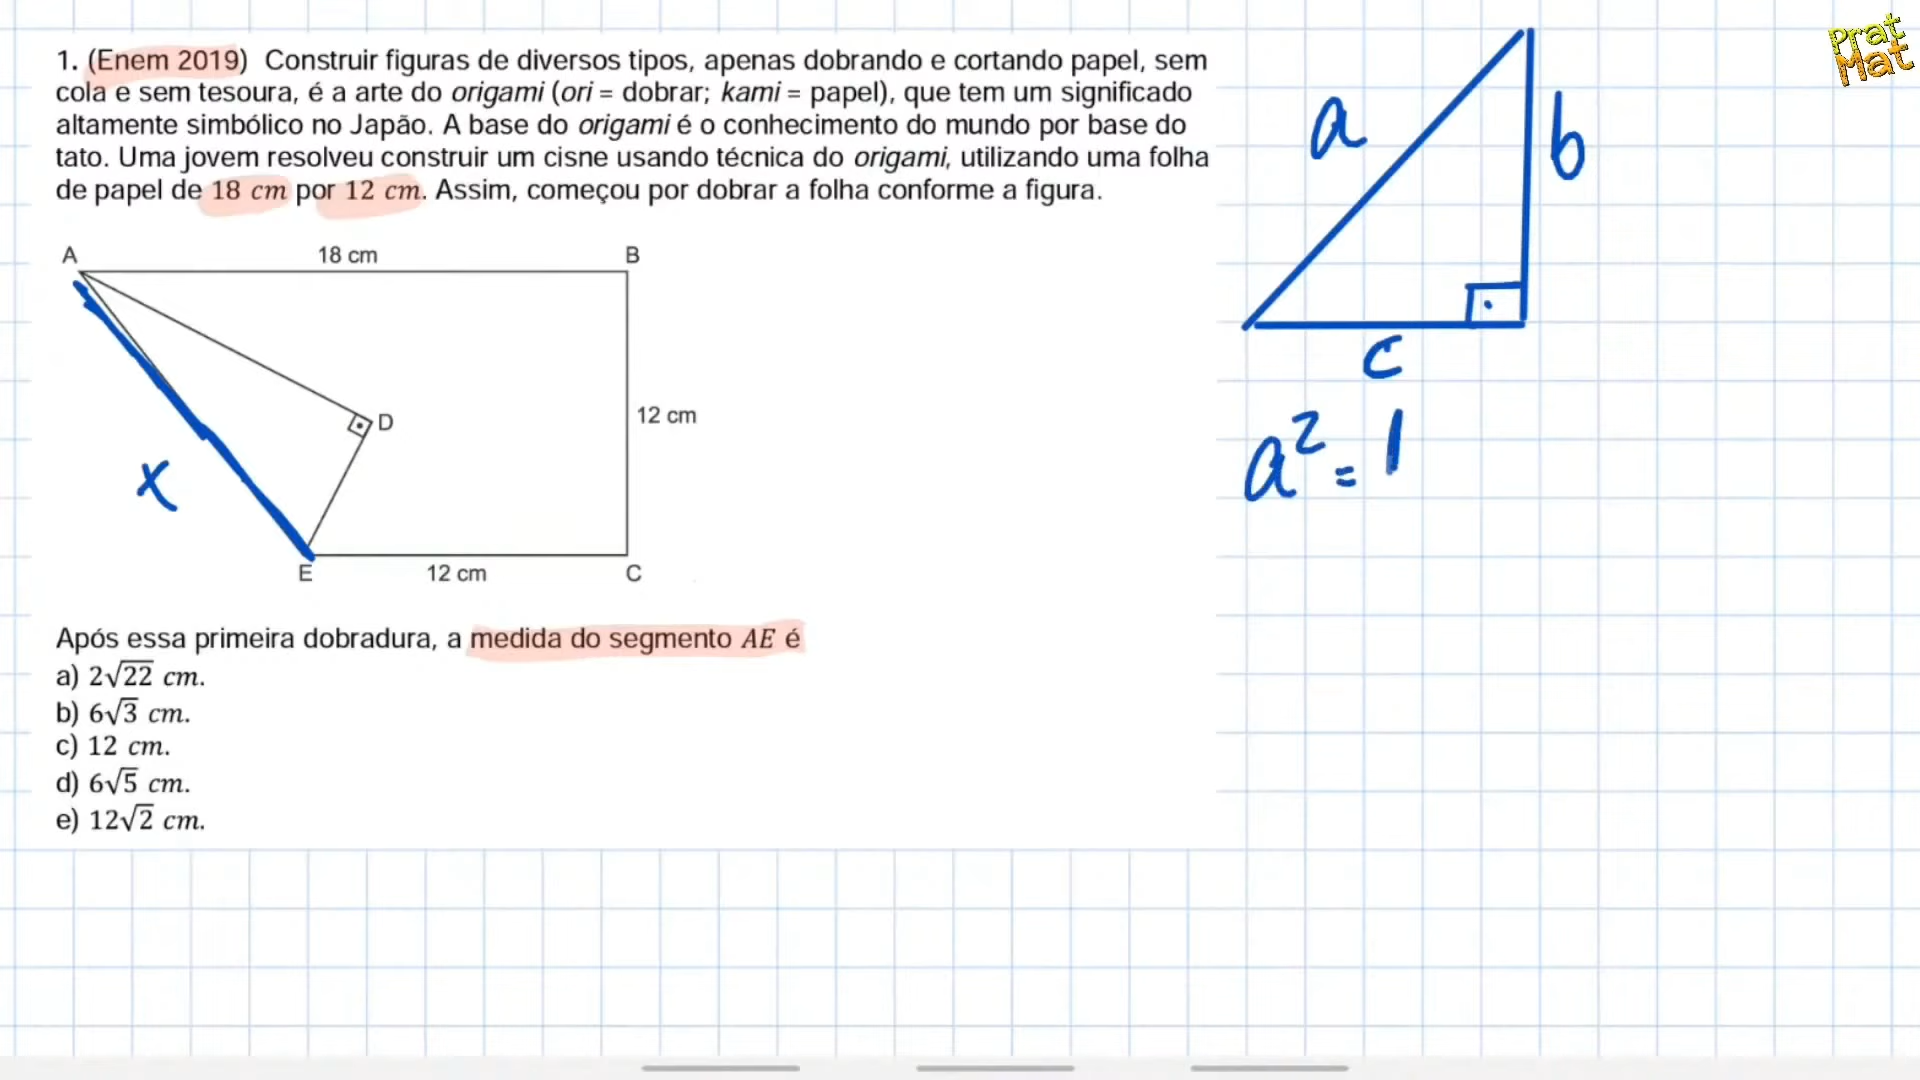 1. (Enem 2019) Construir figuras de diversos tipos, apenas dobrando e cortando papel, sem
cola e sem tesoura, é a arte do origami (ori = dobrar; kami = papel), que tem um significado
altamente simbólico no Japão. A base do origami é o conhecimento do mundo por base do
tato. Uma jovem resolveu construir um cisne usando técnica do origami, utilizando uma folha
de papel de 18 cm por 12 cm. Assim, começou por dobrar a folha conforme a figura.
A 18 cm B
D
12 cm
x
E 12 cm C
Após essa primeira dobradura, a medida do segmento AE é
a) 2√22 cm.
b) 6√3 cm.
c) 12 cm.
d) 6√5 cm.
e) 12√2 cm.
a
b
c
a² = 1
Prat
Mat